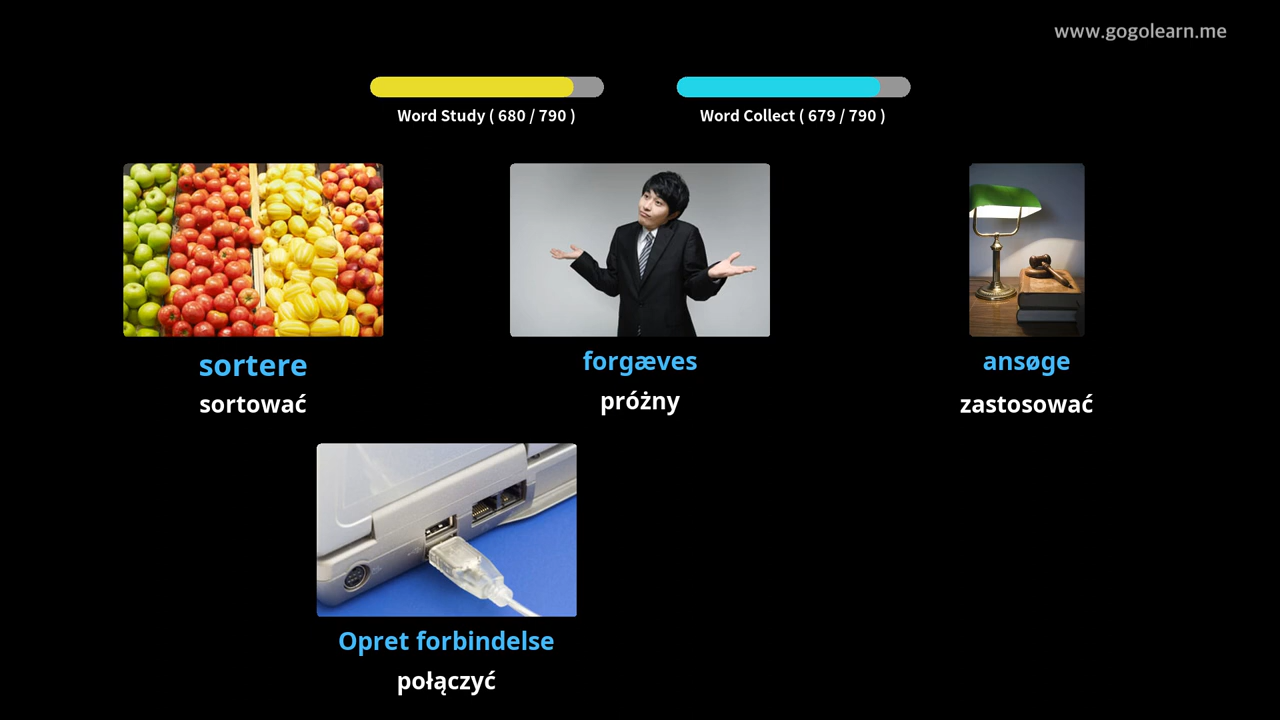 www.gogolearn.me
Word Study ( 680 / 790 )
Word Collect ( 679 / 790 )
sortere
sortować
forgæves
próżny
ansøge
zastosować
Opret forbindelse
połączyć